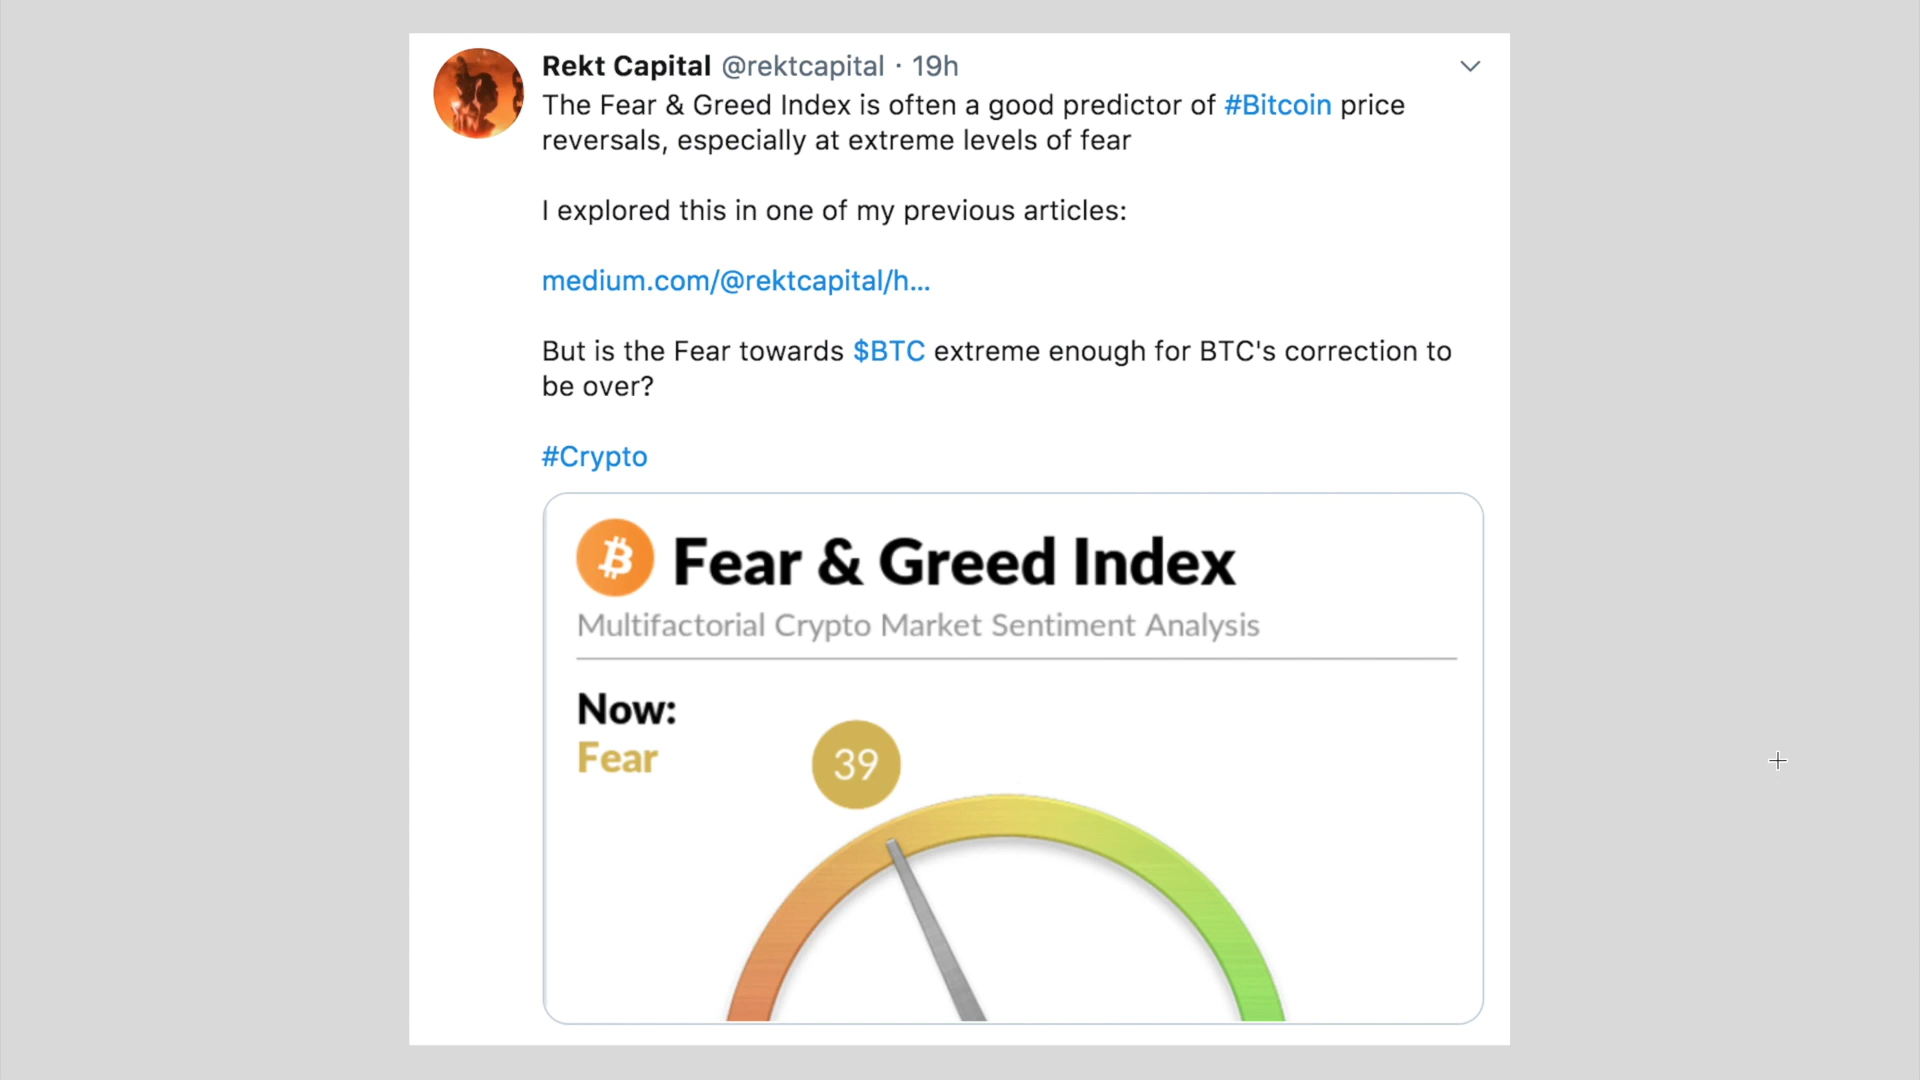 Rekt Capital @rektcapital · 19h
The Fear & Greed Index is often a good predictor of #Bitcoin price
reversals, especially at extreme levels of fear
I explored this in one of my previous articles:
medium.com/@rektcapital/h...
But is the Fear towards $BTC extreme enough for BTC's correction to
be over?
#Crypto
Fear & Greed Index
Multifactorial Crypto Market Sentiment Analysis
Now:
Fear
39